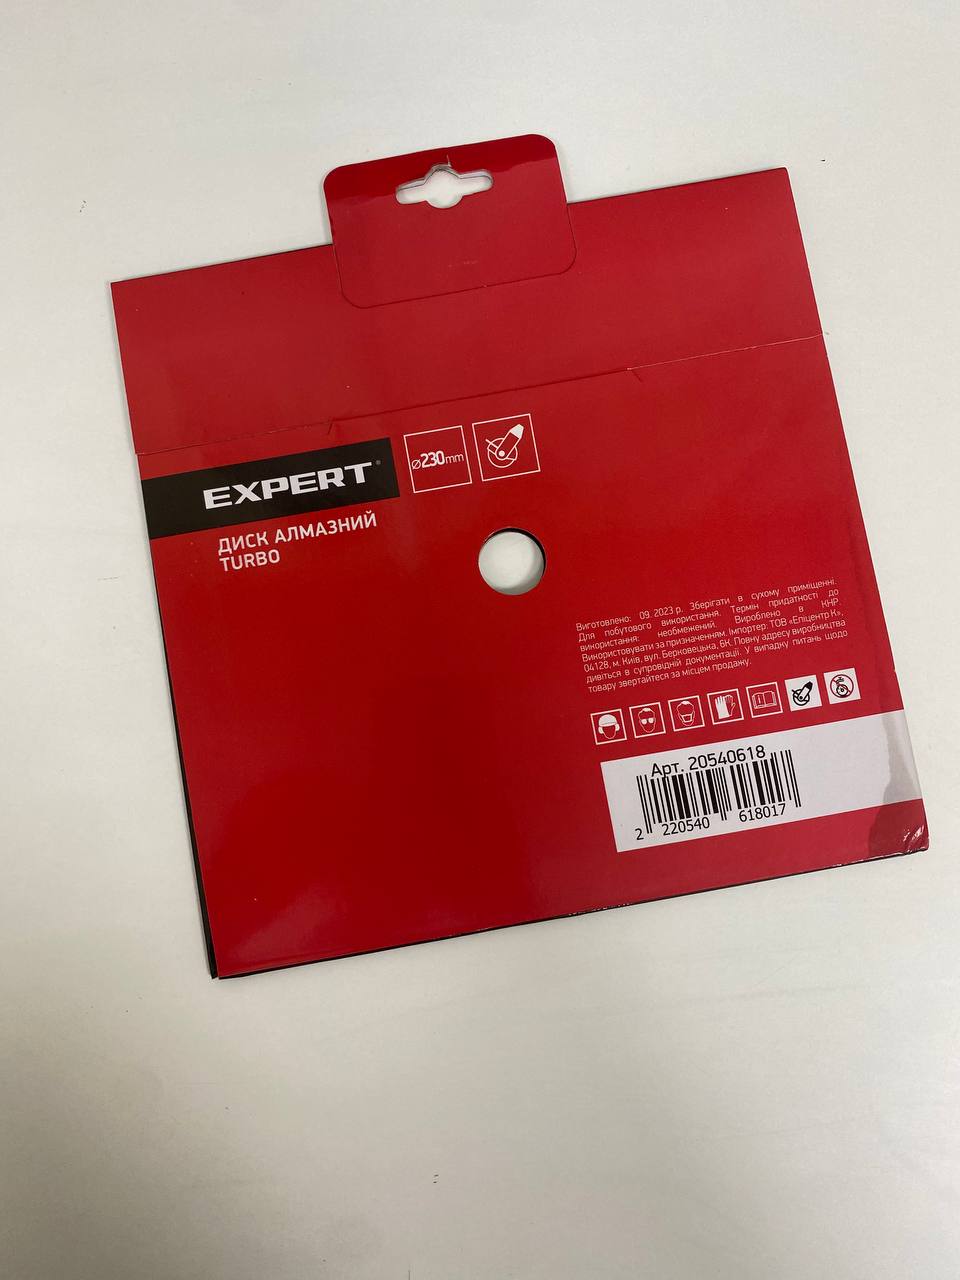 EXPERT®
ø230mm
ДИСК АЛМАЗНИЙ
TURBO
Виготовлено: 09. 2023 р. Зберігати в сухому приміщенні.
Для побутового використання. Термін придатності до
використання: необмежений. Вироблено в КНР.
Використовувати за призначенням. Імпортер: ТОВ «Епіцентр К»,
04128, м. Київ, вул. Берковецька, 6К. Повну адресу виробництва
дивіться в супровідній документації. У випадку питань щодо
товару звертайтеся за місцем продажу.
Арт. 20540618
2 220540 618017